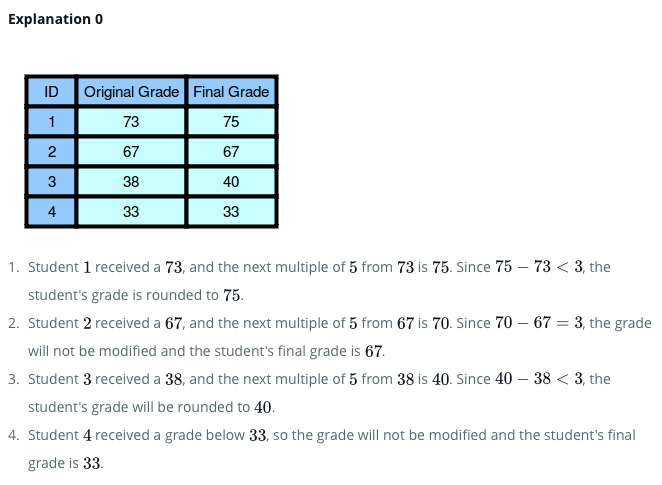 Explanation 0
ID Original Grade Final Grade
1 73 75
2 67 67
3 38 40
4 33 33
1. Student 1 received a 73, and the next multiple of 5 from 73 is 75. Since 75 − 73 < 3, the
student's grade is rounded to 75.
2. Student 2 received a 67, and the next multiple of 5 from 67 is 70. Since 70 − 67 = 3, the grade
will not be modified and the student's final grade is 67.
3. Student 3 received a 38, and the next multiple of 5 from 38 is 40. Since 40 − 38 < 3, the
student's grade will be rounded to 40.
4. Student 4 received a grade below 33, so the grade will not be modified and the student's final
grade is 33.